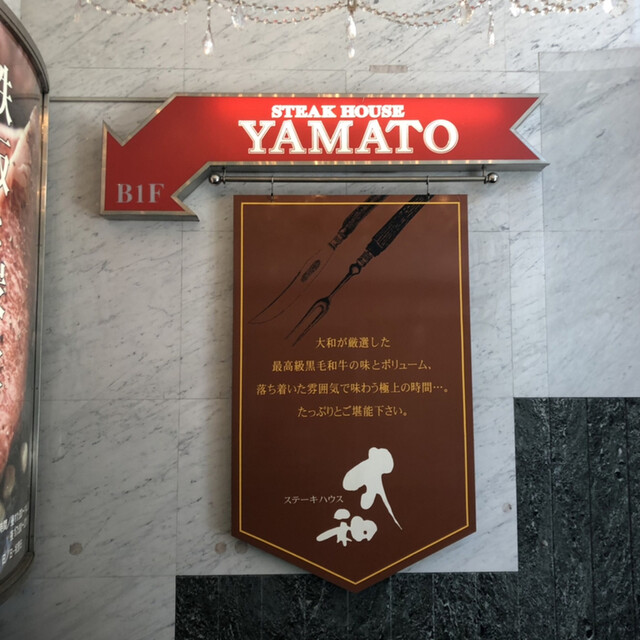 STEAK HOUSE
YAMATO
B1F
大和が厳選した
最高級黒毛和牛の味とボリューム、
落ち着いた雰囲気で味わう極上の時間…。
たっぷりとご堪能下さい。
ステーキハウス
大和